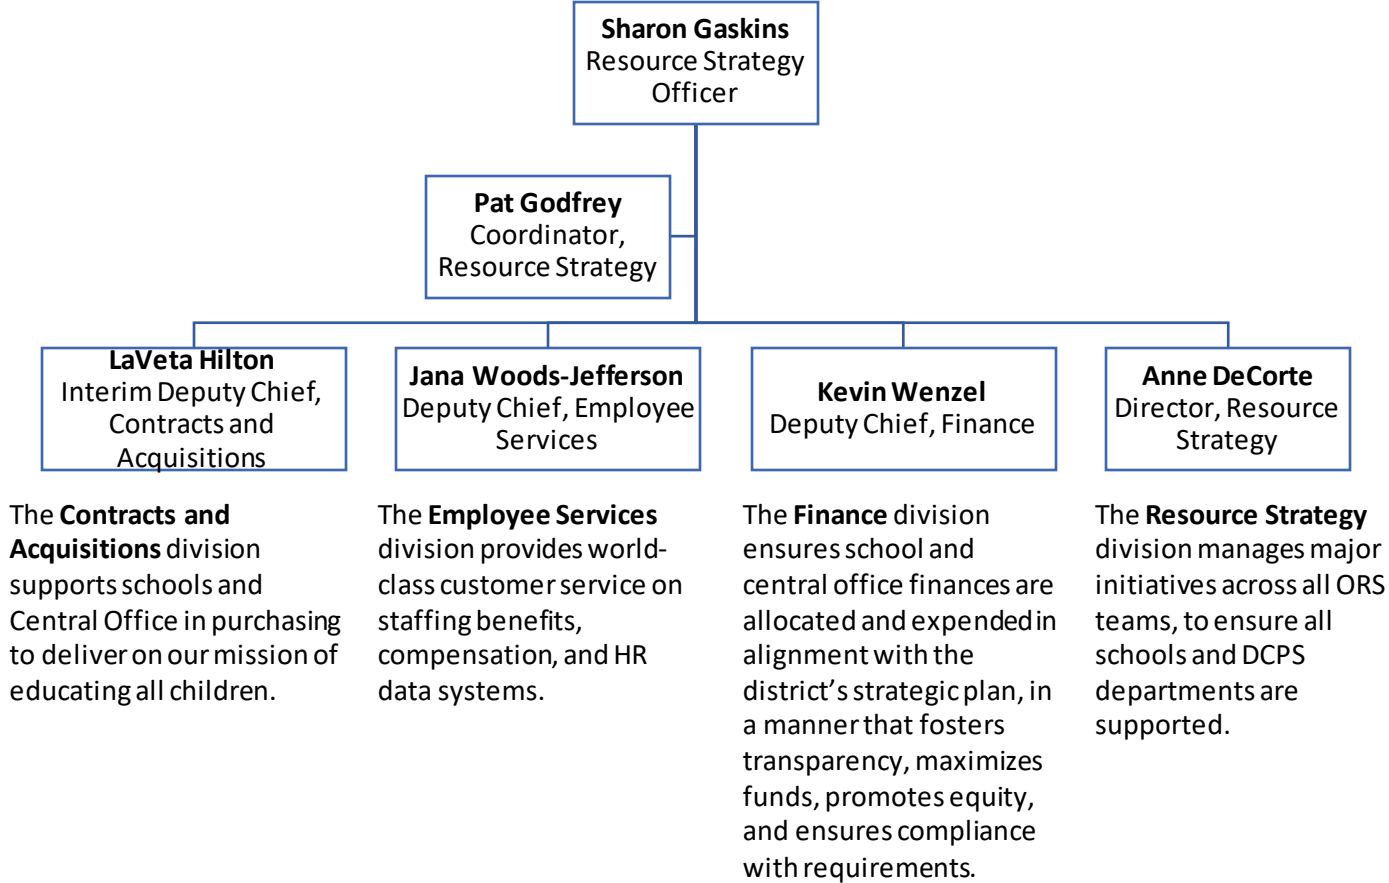 Sharon Gaskins
Resource Strategy
Officer
Pat Godfrey
Coordinator,
Resource Strategy
LaVeta Hilton
Interim Deputy Chief,
Contracts and
Acquisitions
Jana Woods-Jefferson
Deputy Chief, Employee
Services
Kevin Wenzel
Deputy Chief, Finance
Anne DeCorte
Director, Resource
Strategy
The Contracts and
Acquisitions division
supports schools and
Central Office in purchasing
to deliver on our mission of
educating all children.
The Employee Services
division provides world-
class customer service on
staffing benefits,
compensation, and HR
data systems.
The Finance division
ensures school and
central office finances are
allocated and expended in
alignment with the
district’s strategic plan, in
a manner that fosters
transparency, maximizes
funds, promotes equity,
and ensures compliance
with requirements.
The Resource Strategy
division manages major
initiatives across all ORS
teams, to ensure all
schools and DCPS
departments are
supported.